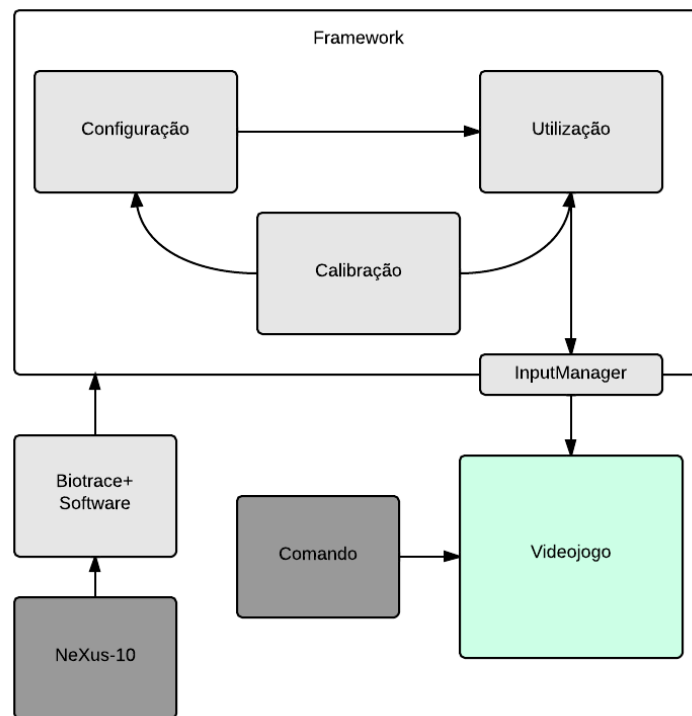 Framework
Configuração
Utilização
Calibração
InputManager
Biotrace+
Software
Comando
Videojogo
NeXus-10